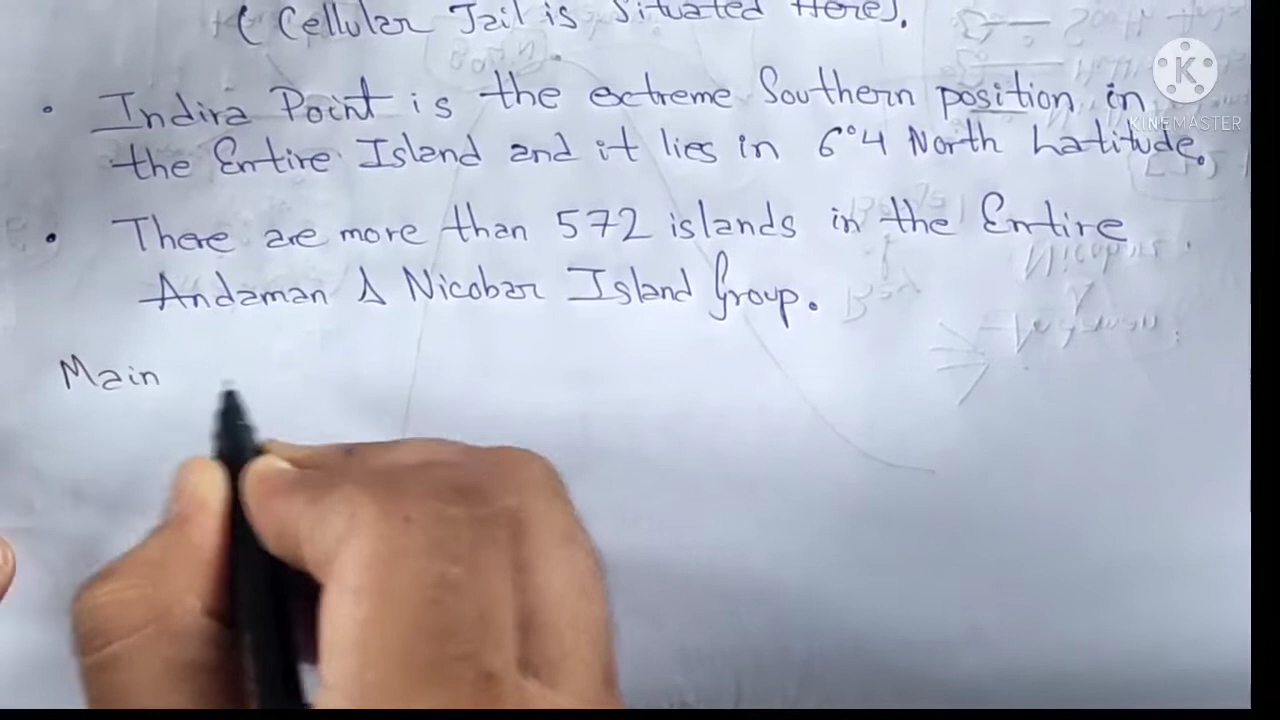 ( Cellular Jail is Situated Here).
• Indira Point is the extreme Southern position in
the Entire Island and it lies in 6°4 North Latitude.
• There are more than 572 islands in the Entire
Andaman & Nicobar Island Group.
Main
K
KINEMASTER